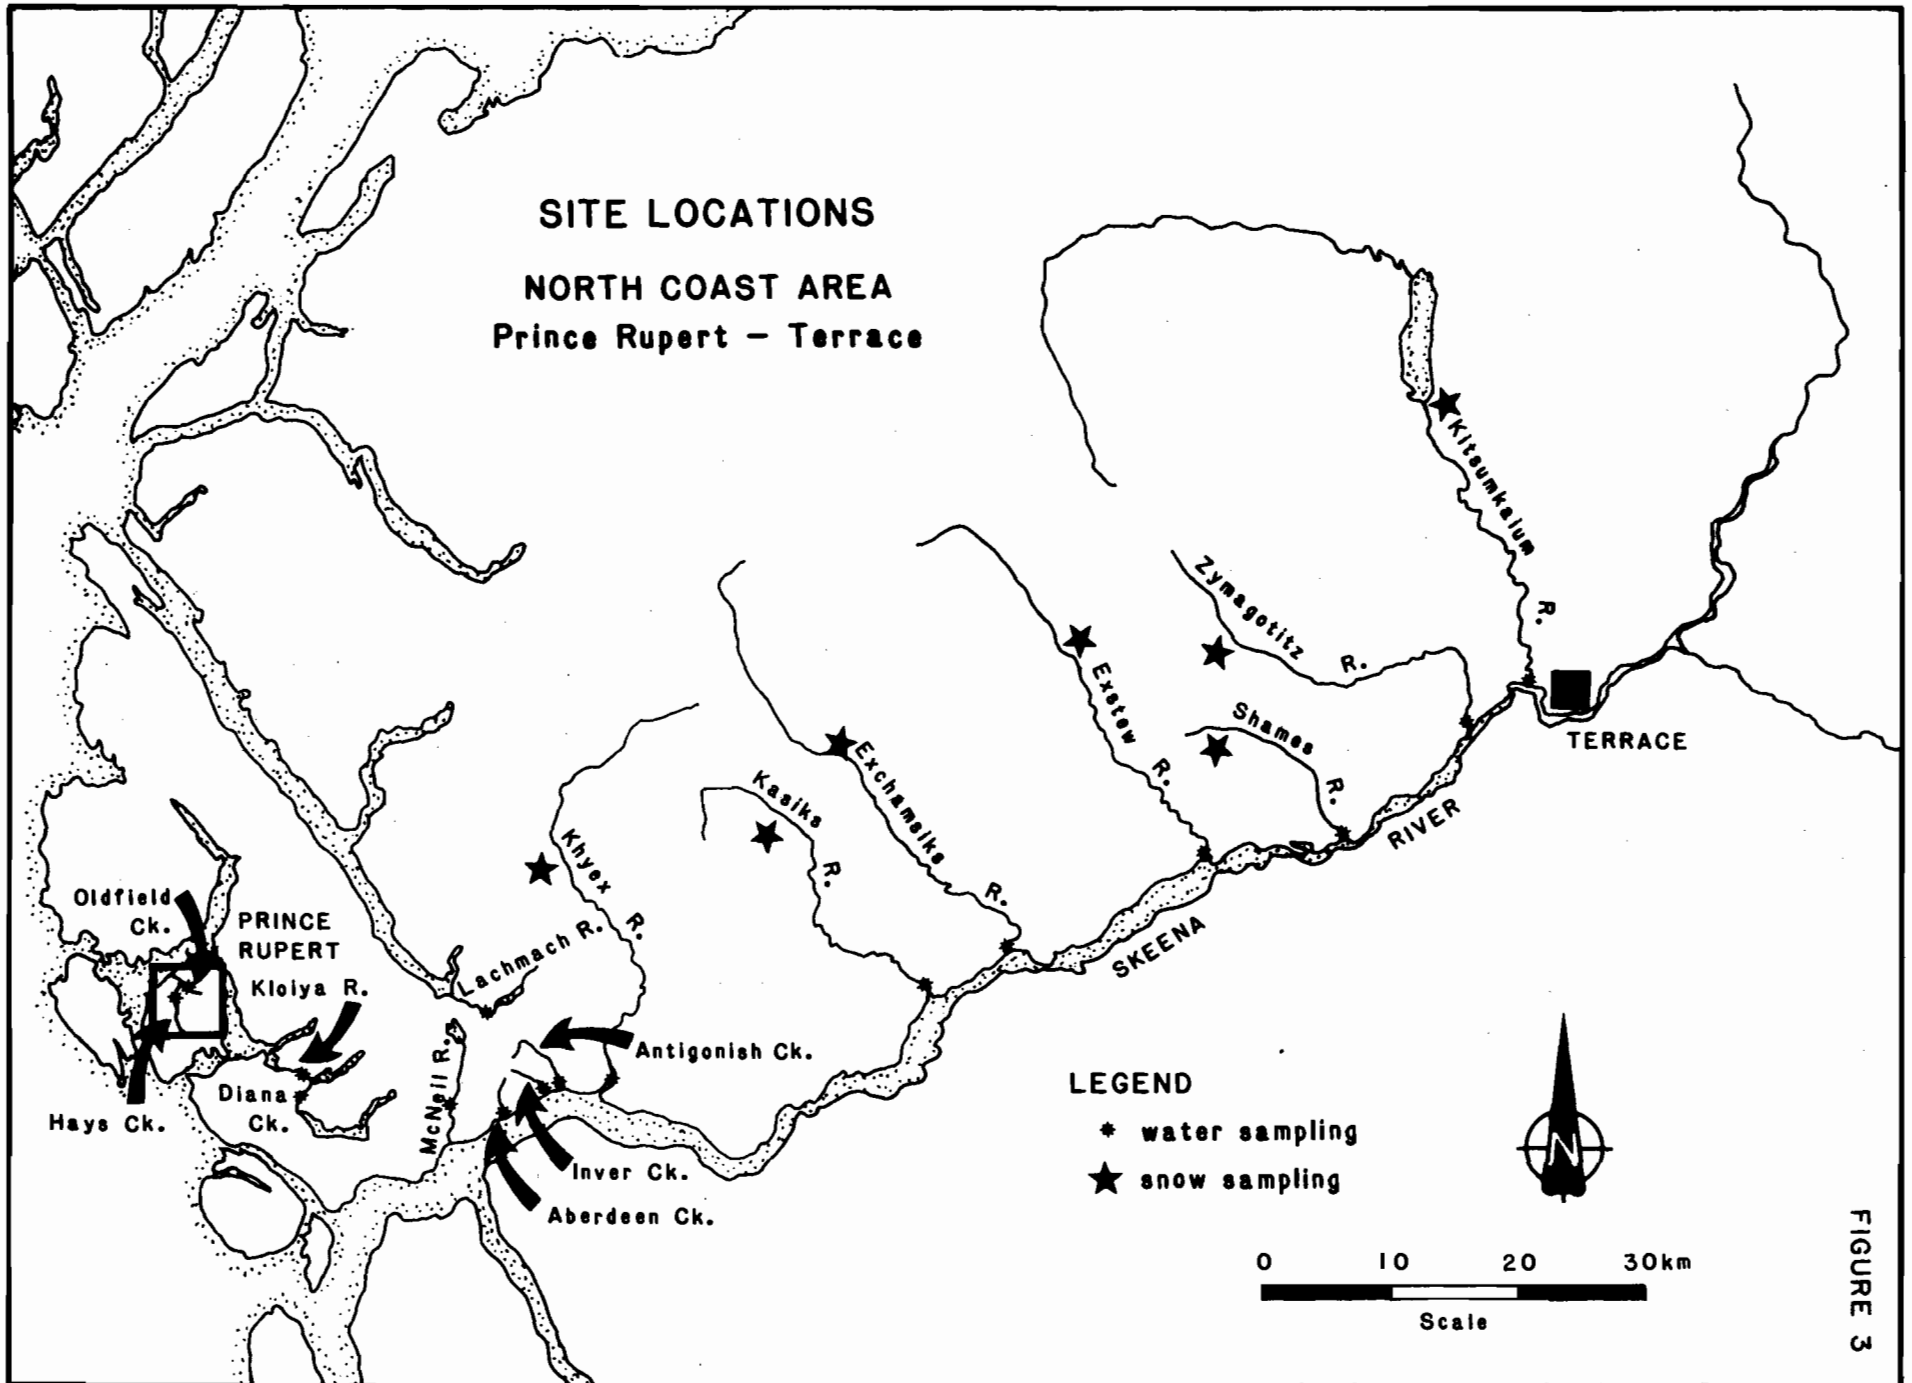 SITE LOCATIONS
NORTH COAST AREA
Prince Rupert – Terrace
Kitsumkalum R.
Zymagotitz R.
Exstew R.
Shames R.
TERRACE
Exchamsiks R.
Kasiks R.
Khyex R.
SKEENA RIVER
Oldfield
Ck.
PRINCE
RUPERT
Kloiya R.
Lachmach R.
Antigonish Ck.
McNeil R.
Diana
Ck.
Hays Ck.
Inver Ck.
Aberdeen Ck.
LEGEND
* water sampling
★ snow sampling
N
0 10 20 30km
Scale
FIGURE 3